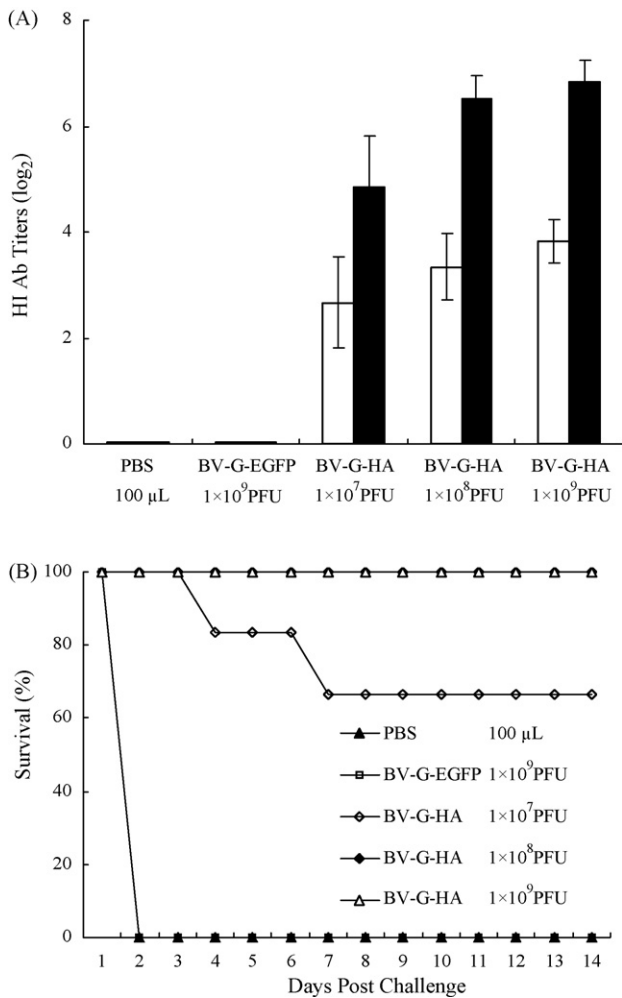 (A)
8
6
4
2
0
HI Ab Titers (log₂)
PBS BV-G-EGFP BV-G-HA BV-G-HA BV-G-HA
100 µL 1×10⁹PFU 1×10⁷PFU 1×10⁸PFU 1×10⁹PFU
(B)
100
80
60
40
20
0
Survival (%)
PBS 100 µL
BV-G-EGFP 1×10⁹PFU
BV-G-HA 1×10⁷PFU
BV-G-HA 1×10⁸PFU
BV-G-HA 1×10⁹PFU
1 2 3 4 5 6 7 8 9 10 11 12 13 14
Days Post Challenge